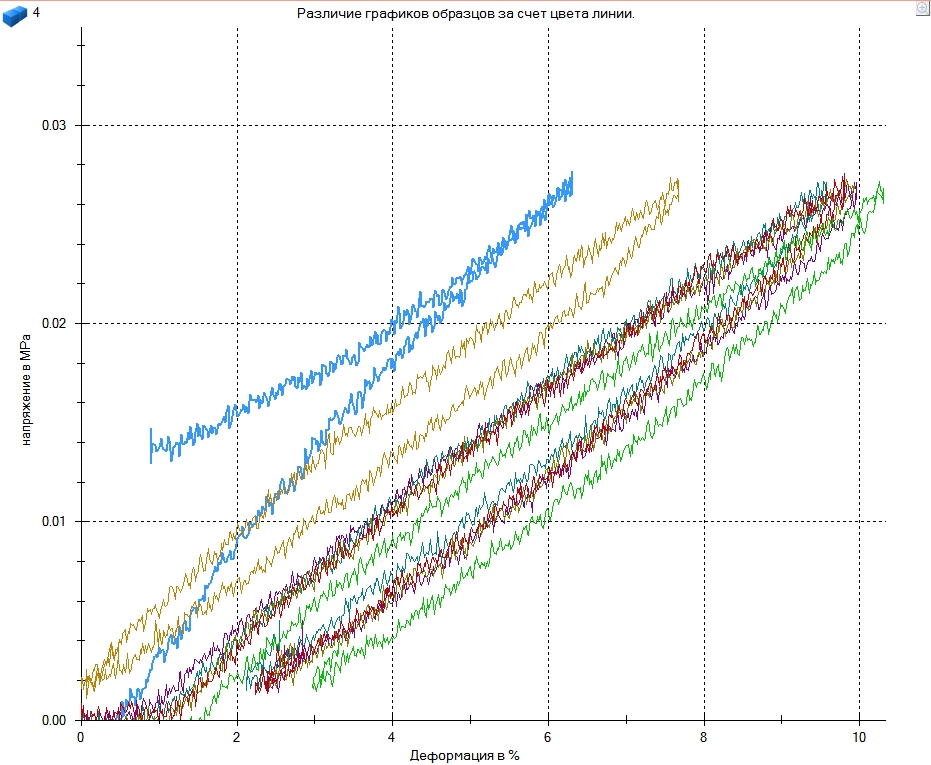 4
Различие графиков образцов за счет цвета линии.
0.03
0.02
0.01
0.00
напряжение в MPa
0 2 4 6 8 10
Деформация в %